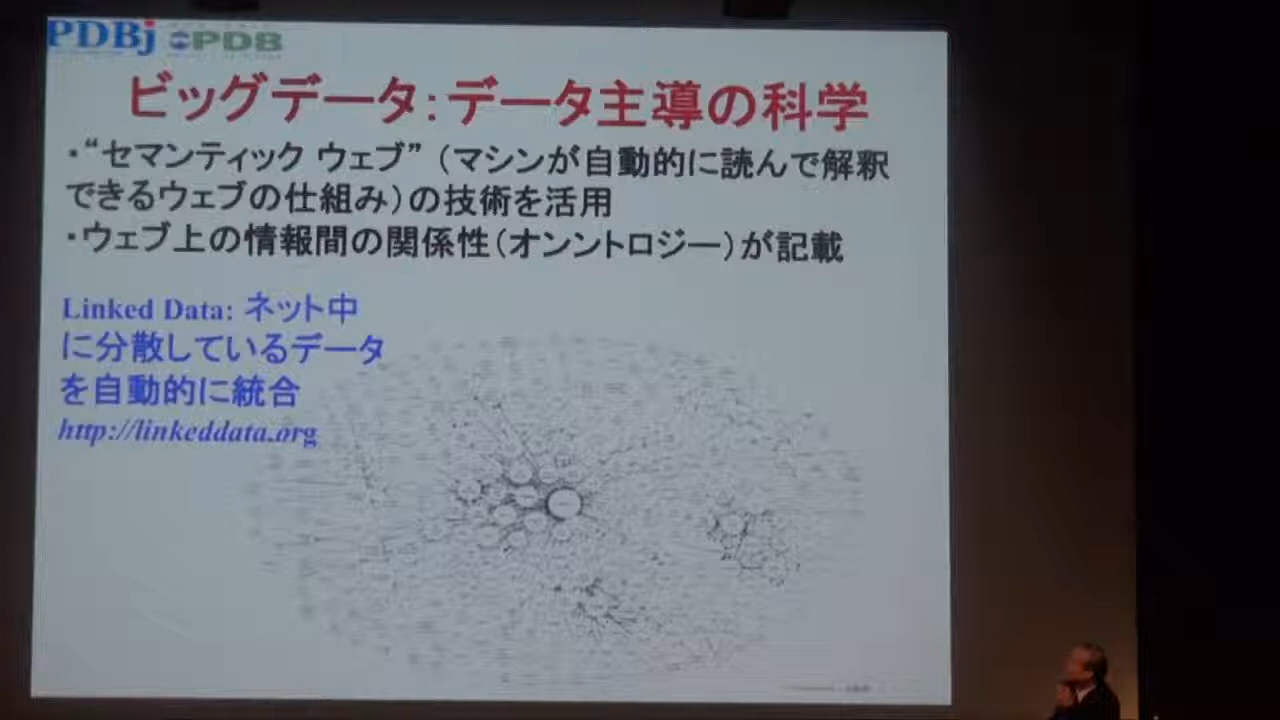 PDBj PDB
ビッグデータ：データ主導の科学
・“セマンティック ウェブ”（マシンが自動的に読んで解釈
できるウェブの仕組み）の技術を活用
・ウェブ上の情報間の関係性（オンントロジー）が記載
Linked Data: ネット中
に分散しているデータ
を自動的に統合
http://linkeddata.org